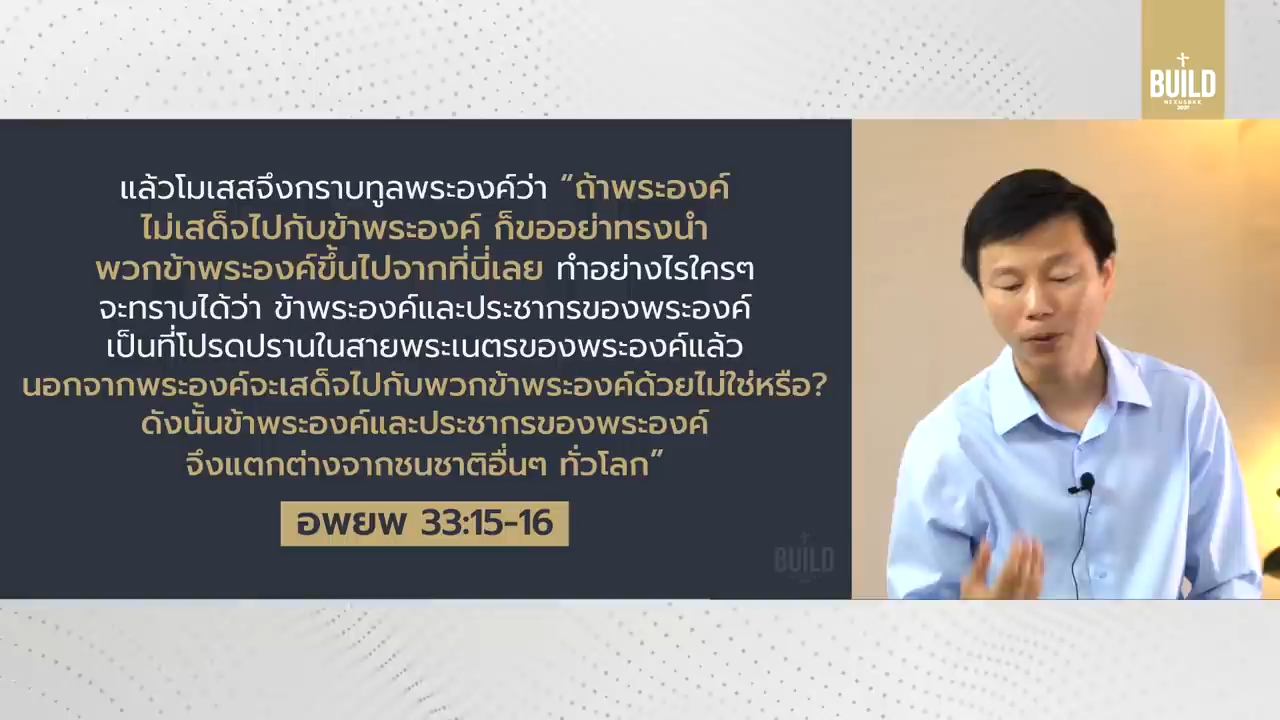 แล้วโมเสสจึงกราบทูลพระองค์ว่า “ถ้าพระองค์
ไม่เสด็จไปกับข้าพระองค์ ก็ขออย่าทรงนำ
พวกข้าพระองค์ขึ้นไปจากที่นี่เลย ทำอย่างไรใครๆ
จะทราบได้ว่า ข้าพระองค์และประชากรของพระองค์
เป็นที่โปรดปรานในสายพระเนตรของพระองค์แล้ว
นอกจากพระองค์จะเสด็จไปกับพวกข้าพระองค์ด้วยไม่ใช่หรือ?
ดังนั้นข้าพระองค์และประชากรของพระองค์
จึงแตกต่างจากชนชาติอื่นๆ ทั่วโลก”
อพยพ 33:15-16
BUILD
BUILD